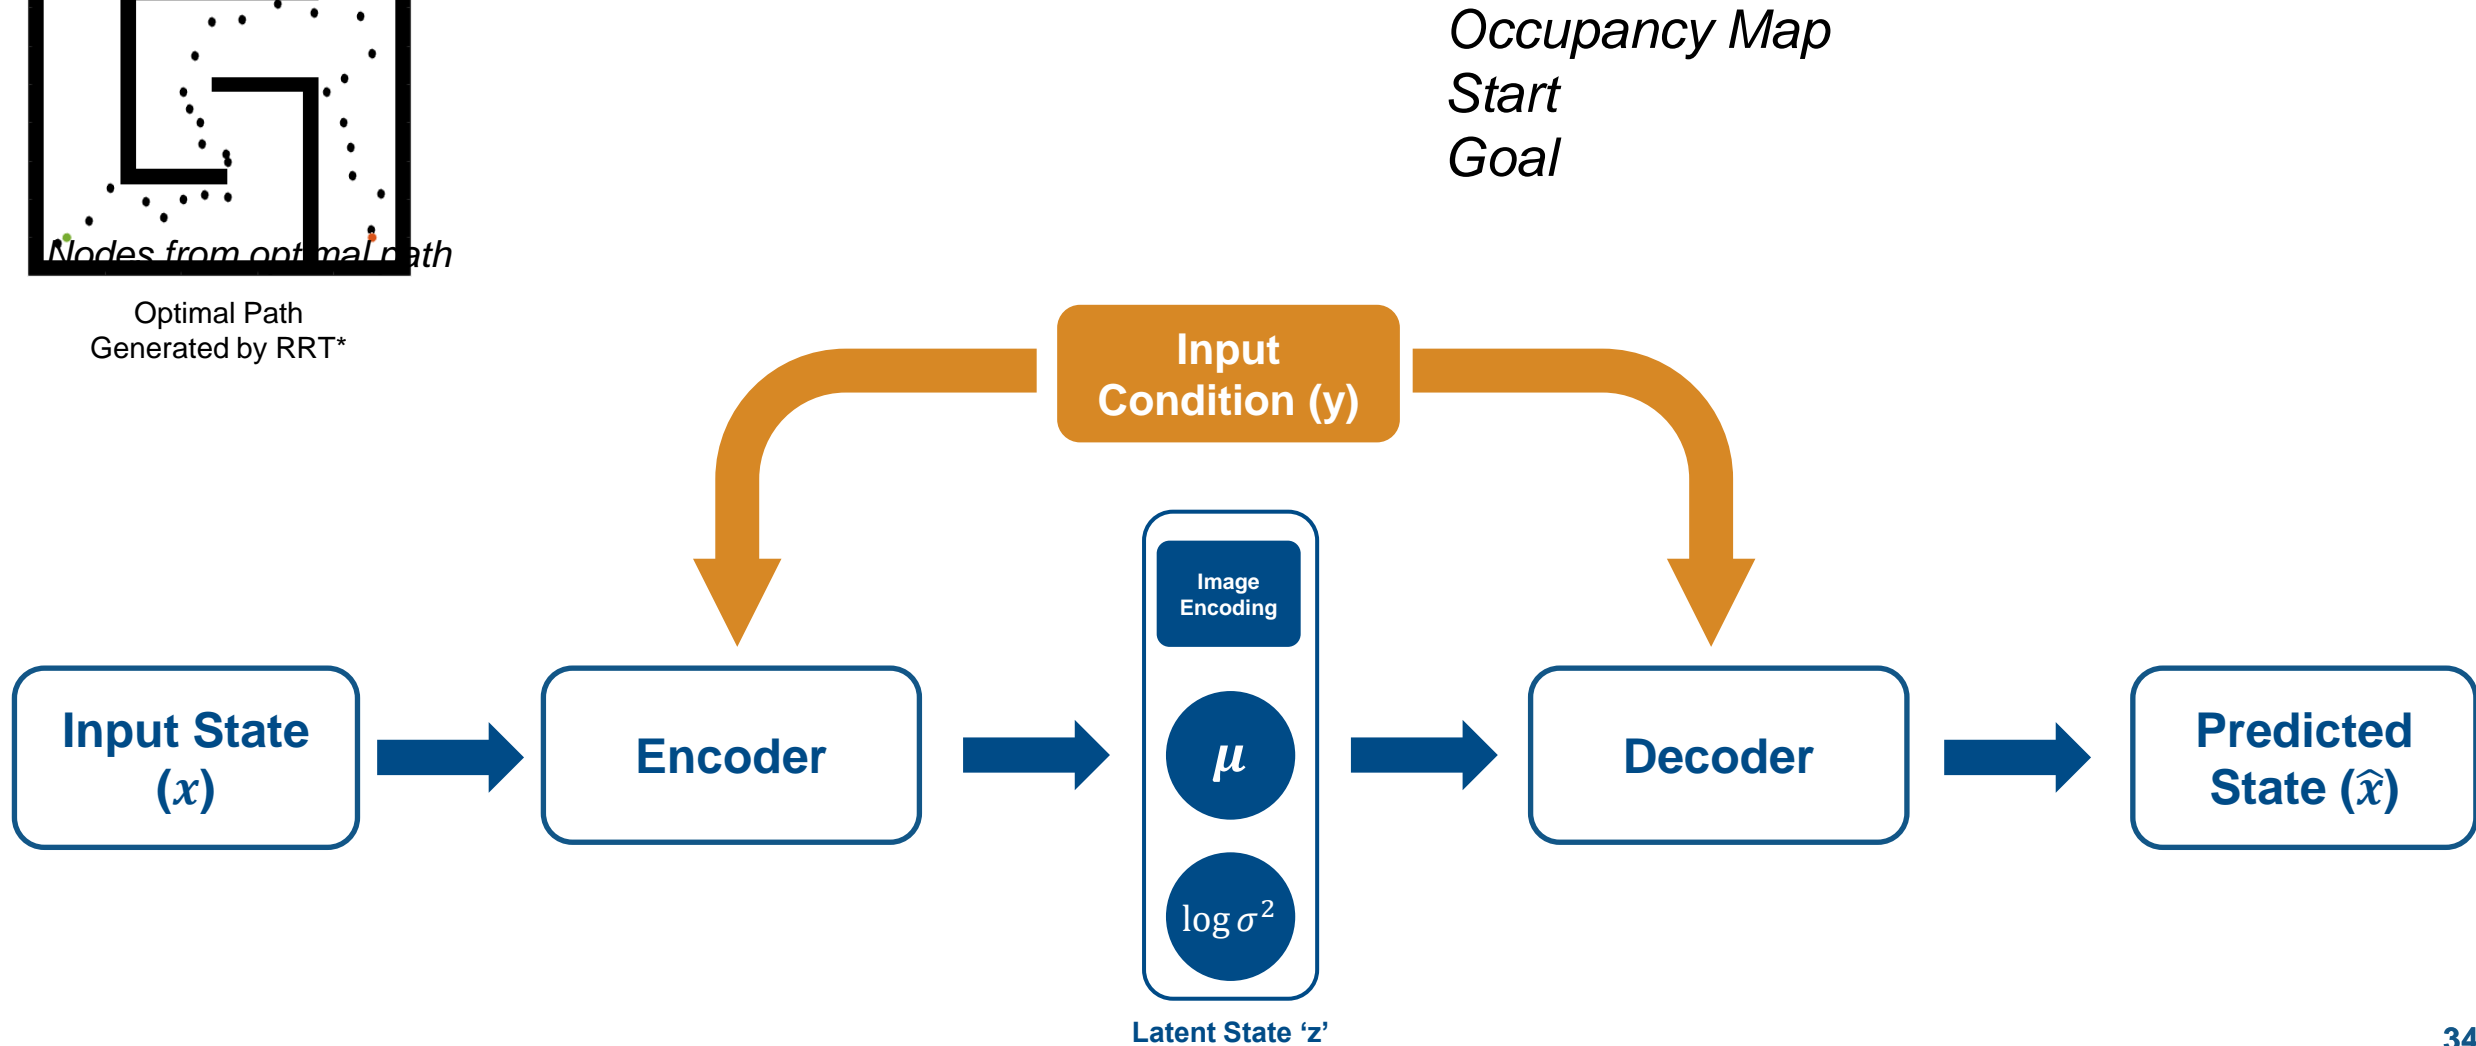 Occupancy Map
Start
Goal
Nodes from optimal path
Optimal Path
Generated by RRT*
Input
Condition (y)
Image
Encoding
Input State
(x)
Encoder
μ
Decoder
Predicted
State (x̂)
log σ²
Latent State ‘z’
34